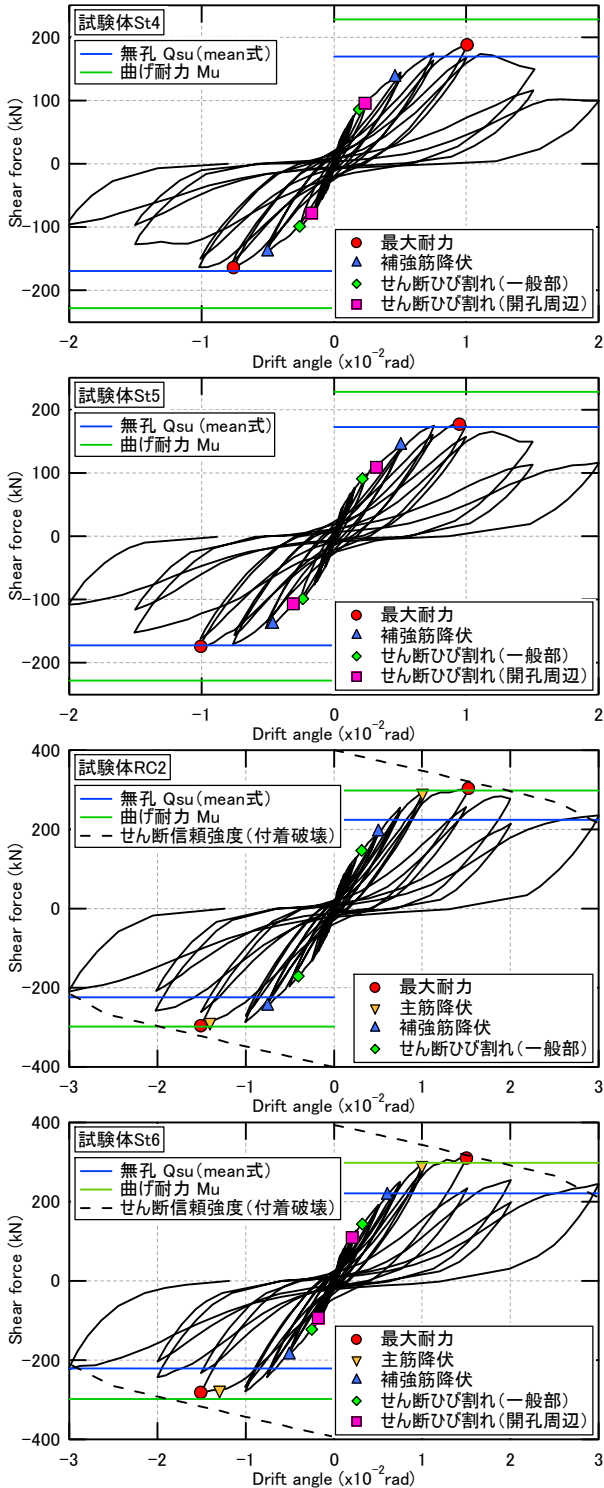 試験体St4
無孔 Qsu(mean式)
曲げ耐力 Mu
200
100
0
−100
−200
Shear force (kN)
最大耐力
補強筋降伏
せん断ひび割れ(一般部)
せん断ひび割れ(開孔周辺)
−2 −1 0 1 2
Drift angle (x10⁻²rad)
試験体St5
無孔 Qsu (mean式)
曲げ耐力 Mu
200
100
0
−100
−200
Shear force (kN)
最大耐力
補強筋降伏
せん断ひび割れ(一般部)
せん断ひび割れ(開孔周辺)
−2 −1 0 1 2
Drift angle (x10⁻²rad)
試験体RC2
無孔 Qsu(mean式)
曲げ耐力 Mu
せん断信頼強度(付着破壊)
400
200
0
−200
−400
Shear force (kN)
最大耐力
主筋降伏
補強筋降伏
せん断ひび割れ(一般部)
−3 −2 −1 0 1 2 3
Drift angle (x10⁻²rad)
試験体St6
無孔 Qsu(mean式)
曲げ耐力 Mu
せん断信頼強度(付着破壊)
400
200
0
−200
−400
Shear force (kN)
最大耐力
主筋降伏
補強筋降伏
せん断ひび割れ(一般部)
せん断ひび割れ(開孔周辺)
−3 −2 −1 0 1 2 3
Drift angle (x10⁻²rad)